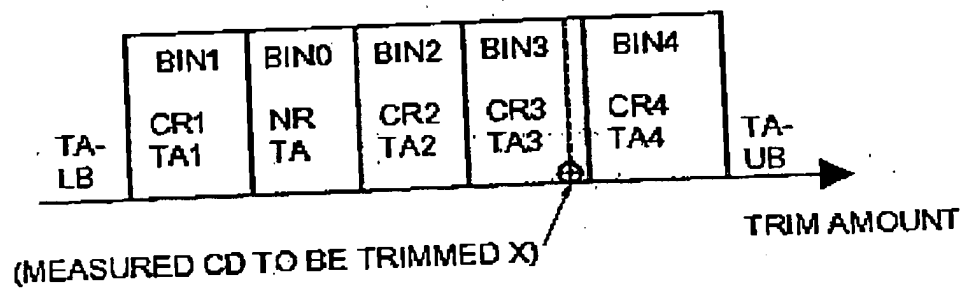 BIN1 BIN0 BIN2 BIN3 BIN4
CR1 NR CR2 CR3 CR4
TA- TA1 TA TA2 TA3 TA4 TA-
LB UB
TRIM AMOUNT
(MEASURED CD TO BE TRIMMED X)